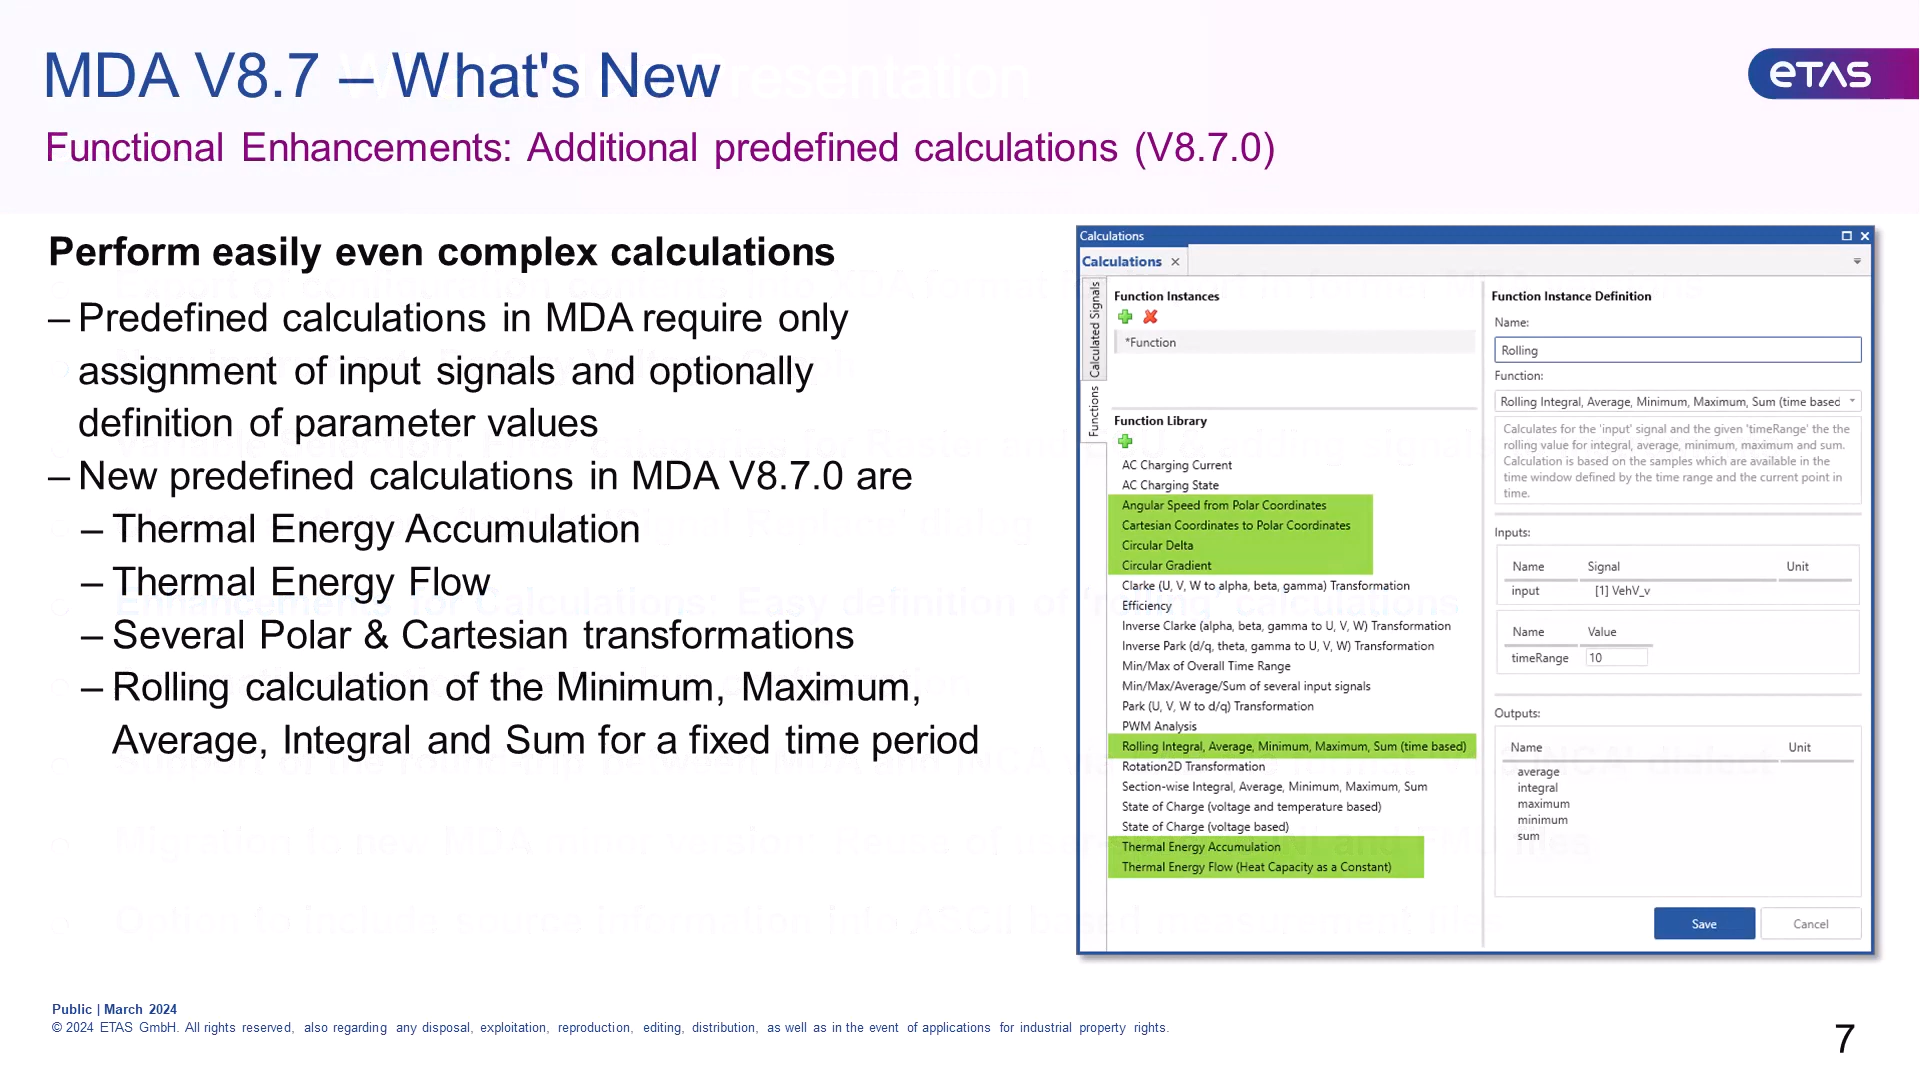 MDA V8.7 – What's New
eTAS
Functional Enhancements: Additional predefined calculations (V8.7.0)
Perform easily even complex calculations
– Predefined calculations in MDA require only
assignment of input signals and optionally
definition of parameter values
– New predefined calculations in MDA V8.7.0 are
– Thermal Energy Accumulation
– Thermal Energy Flow
– Several Polar & Cartesian transformations
– Rolling calculation of the Minimum, Maximum,
Average, Integral and Sum for a fixed time period
Calculations
Calculations
Calculated Signals
Functions
Function Instances
*Function
Function Library
AC Charging Current
AC Charging State
Angular Speed from Polar Coordinates
Cartesian Coordinates to Polar Coordinates
Circular Delta
Circular Gradient
Clarke (U, V, W to alpha, beta, gamma) Transformation
Efficiency
Inverse Clarke (alpha, beta, gamma to U, V, W) Transformation
Inverse Park (d/q, theta, gamma to U, V, W) Transformation
Min/Max of Overall Time Range
Min/Max/Average/Sum of several input signals
Park (U, V, W to d/q) Transformation
PWM Analysis
Rolling Integral, Average, Minimum, Maximum, Sum (time based)
Rotation2D Transformation
Section-wise Integral, Average, Minimum, Maximum, Sum
State of Charge (voltage and temperature based)
State of Charge (voltage based)
Thermal Energy Accumulation
Thermal Energy Flow (Heat Capacity as a Constant)
Function Instance Definition
Name:
Rolling
Function:
Rolling Integral, Average, Minimum, Maximum, Sum (time based
Calculates for the 'input' signal and the given 'timeRange' the the
rolling value for integral, average, minimum, maximum and sum.
Calculation is based on the samples which are available in the
time window defined by the time range and the current point in
time.
Inputs:
Name Signal Unit
input [1] VehV_v
Name Value
timeRange 10
Outputs:
Name Unit
average
integral
maximum
minimum
sum
Save Cancel
Public | March 2024
© 2024 ETAS GmbH. All rights reserved, also regarding any disposal, exploitation, reproduction, editing, distribution, as well as in the event of applications for industrial property rights.
7